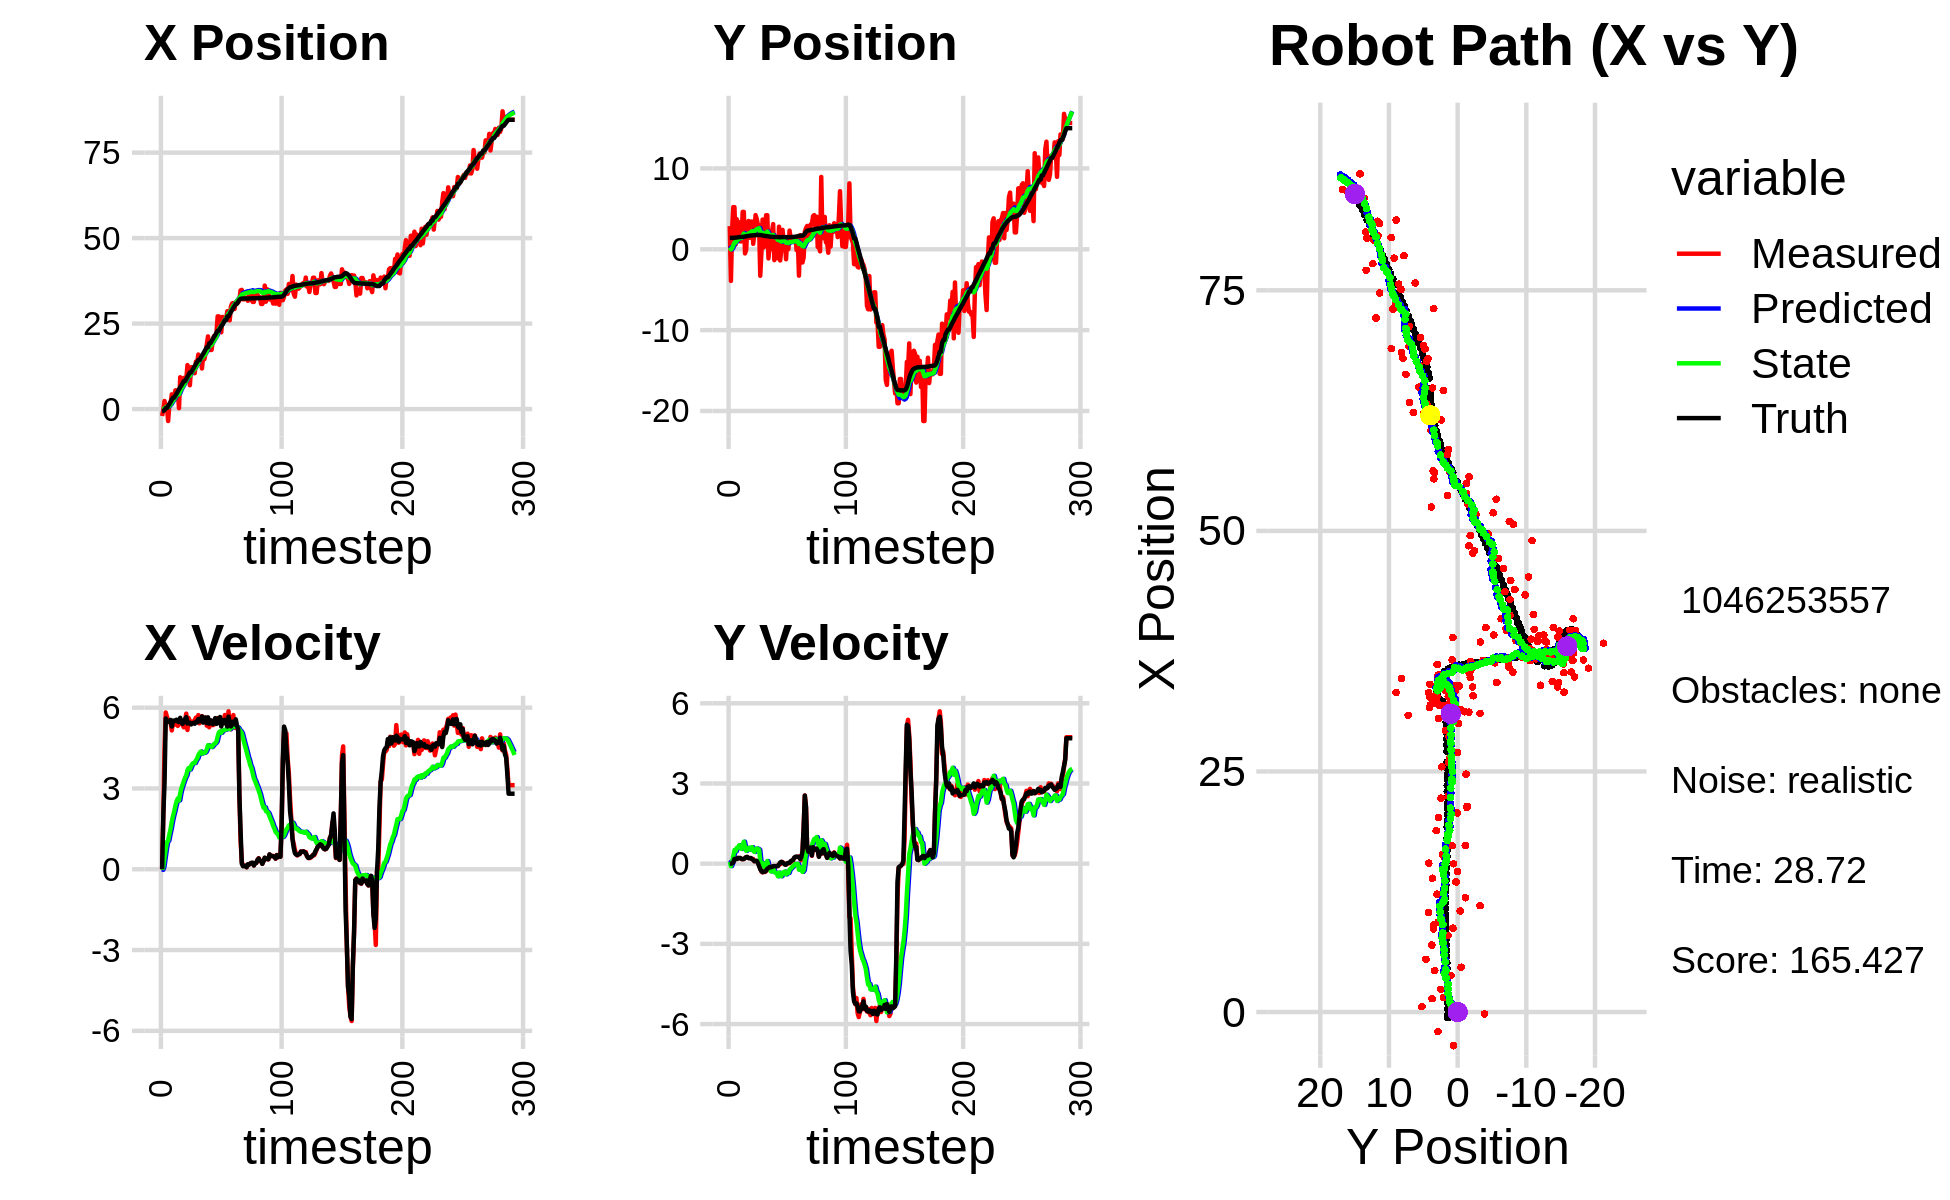 X Position
75
50
25
0
0
100
200
300
timestep
Y Position
10
0
-10
-20
0
100
200
300
timestep
X Velocity
6
3
0
-3
-6
0
100
200
300
timestep
Y Velocity
6
3
0
-3
-6
0
100
200
300
timestep
Robot Path (X vs Y)
X Position
75
50
25
0
20 10 0 -10 -20
Y Position
variable
Measured
Predicted
State
Truth
1046253557
Obstacles: none
Noise: realistic
Time: 28.72
Score: 165.427